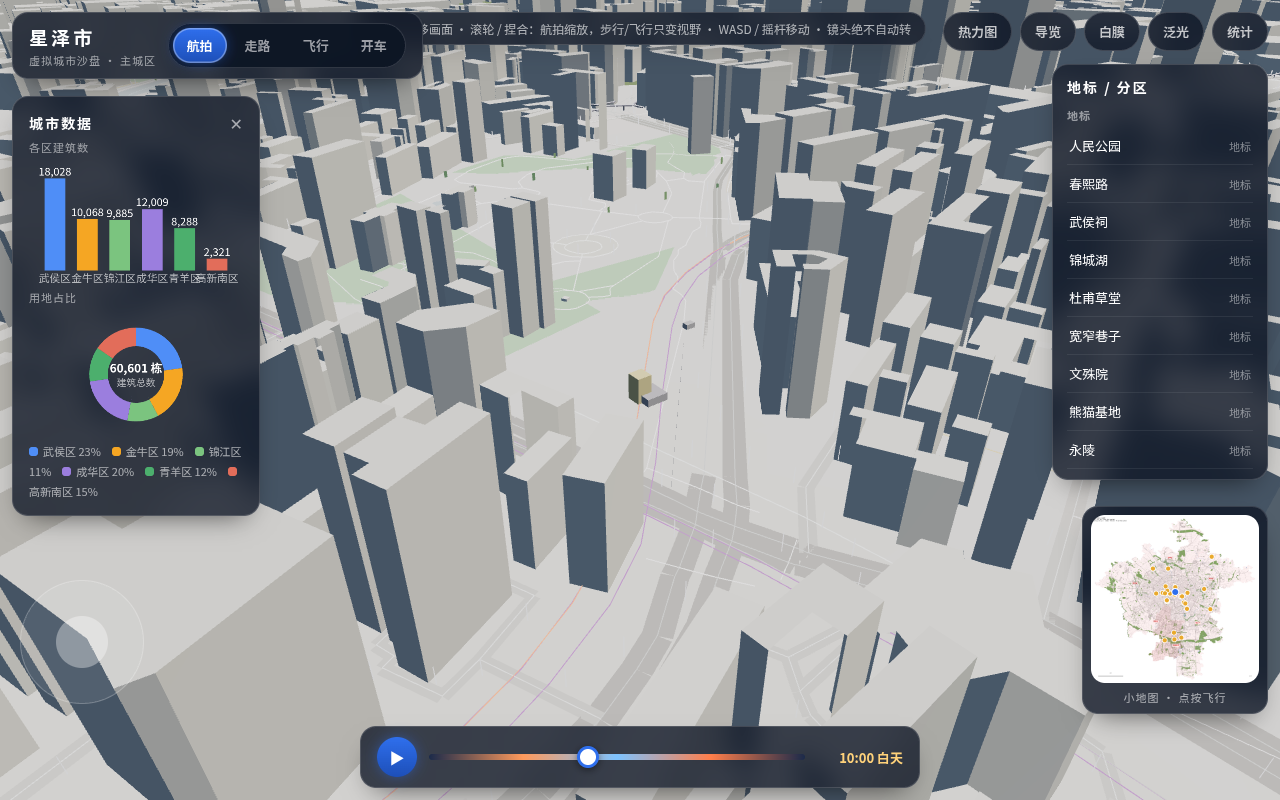 星泽市
虚拟城市沙盘 · 主城区
航拍
走路
飞行
开车
画面 · 滚轮 / 捏合：航拍缩放，步行/飞行只变视野 · WASD / 摇杆移动 · 镜头绝不自动转
热力图
导览
白膜
泛光
统计
城市数据
✕
各区建筑数
18,028
10,068
9,885
12,009
8,288
2,321
武侯区
金牛区
锦江区
成华区
青羊区
高新南区
用地占比
60,601 栋
建筑总数
武侯区 23% 金牛区 19% 锦江区
11% 成华区 20% 青羊区 12%
高新南区 15%
地标 / 分区
地标
人民公园 地标
春熙路 地标
武侯祠 地标
锦城湖 地标
杜甫草堂 地标
宽窄巷子 地标
文殊院 地标
熊猫基地 地标
永陵 地标
小地图 · 点按飞行
10:00 白天